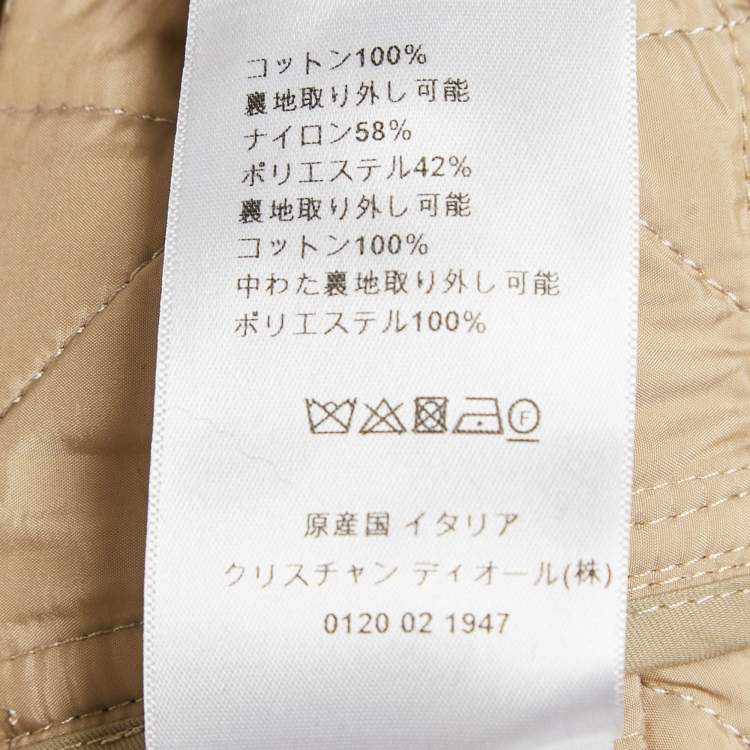 コットン100%
裏地取り外し可能
ナイロン58%
ポリエステル42%
裏地取り外し可能
コットン100%
中わた裏地取り外し可能
ポリエステル100%
F
原産国 イタリア
クリスチャン ディオール(株)
0120 02 1947